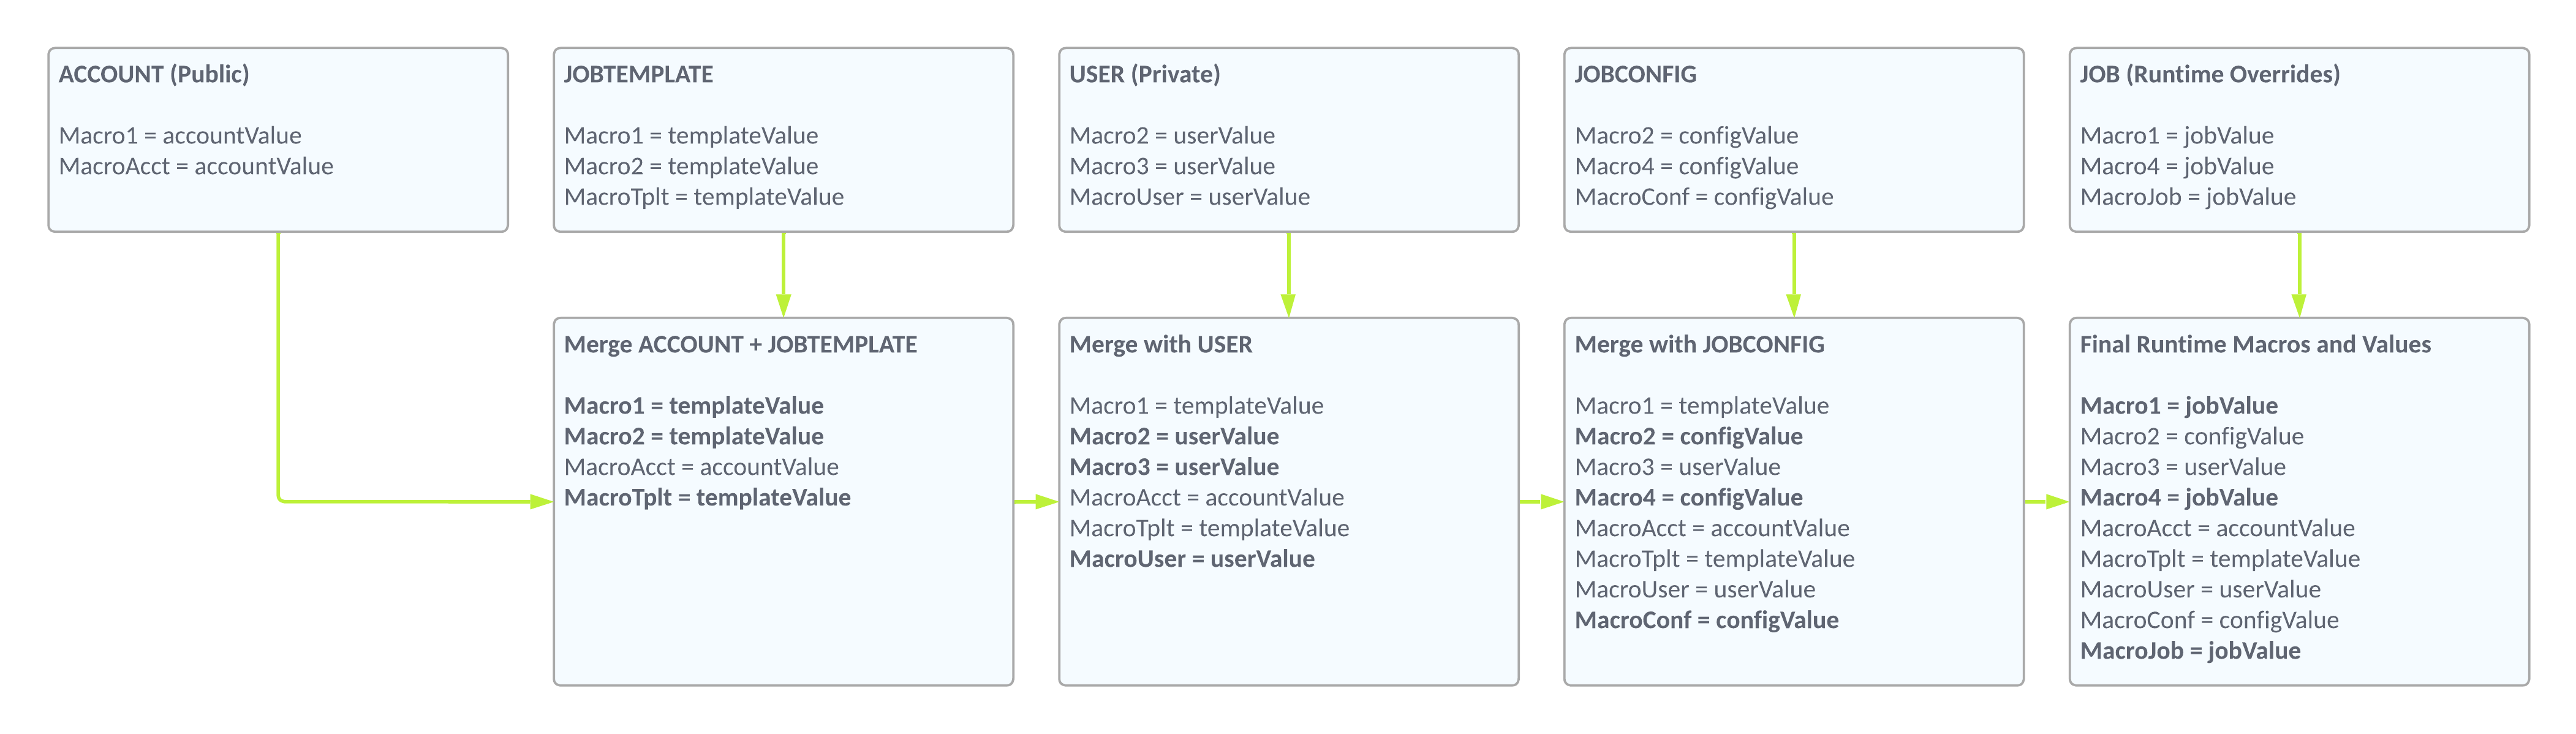 ACCOUNT (Public)
Macro1 = accountValue
MacroAcct = accountValue
JOBTEMPLATE
Macro1 = templateValue
Macro2 = templateValue
MacroTplt = templateValue
USER (Private)
Macro2 = userValue
Macro3 = userValue
MacroUser = userValue
JOBCONFIG
Macro2 = configValue
Macro4 = configValue
MacroConf = configValue
JOB (Runtime Overrides)
Macro1 = jobValue
Macro4 = jobValue
MacroJob = jobValue
Merge ACCOUNT + JOBTEMPLATE
Macro1 = templateValue
Macro2 = templateValue
MacroAcct = accountValue
MacroTplt = templateValue
Merge with USER
Macro1 = templateValue
Macro2 = userValue
Macro3 = userValue
MacroAcct = accountValue
MacroTplt = templateValue
MacroUser = userValue
Merge with JOBCONFIG
Macro1 = templateValue
Macro2 = configValue
Macro3 = userValue
Macro4 = configValue
MacroAcct = accountValue
MacroTplt = templateValue
MacroUser = userValue
MacroConf = configValue
Final Runtime Macros and Values
Macro1 = jobValue
Macro2 = configValue
Macro3 = userValue
Macro4 = jobValue
MacroAcct = accountValue
MacroTplt = templateValue
MacroUser = userValue
MacroConf = configValue
MacroJob = jobValue